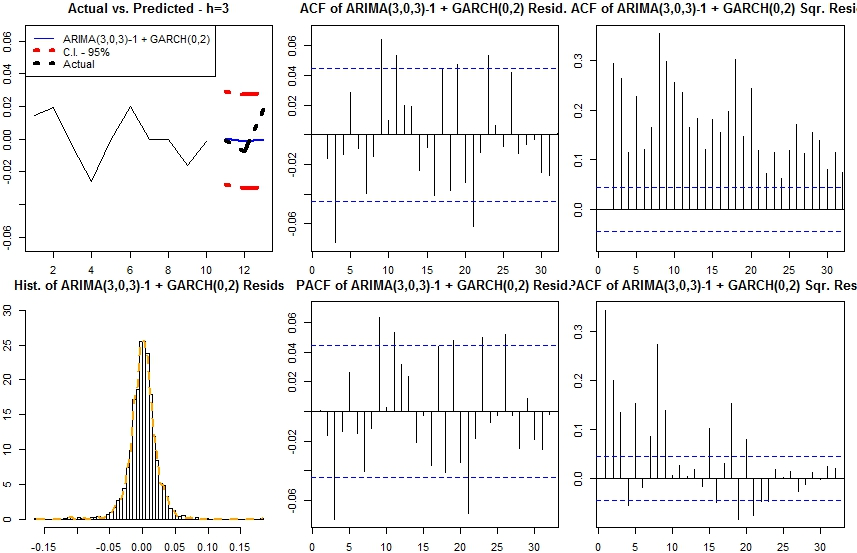 Actual vs. Predicted - h=3
ARIMA(3,0,3)-1 + GARCH(0,2)
C.I. - 95%
Actual
0.06
0.04
0.02
0.00
-0.02
-0.06
2 4 6 8 10 12
ACF of ARIMA(3,0,3)-1 + GARCH(0,2) Resid.
0.06
0.04
0.02
-0.02
-0.06
0 5 10 15 20 25 30
ACF of ARIMA(3,0,3)-1 + GARCH(0,2) Sqr. Res
0.3
0.2
0.1
0.0
0 5 10 15 20 25 30
Hist. of ARIMA(3,0,3)-1 + GARCH(0,2) Resids
30
25
20
15
10
5
0
-0.15 -0.05 0.00 0.05 0.10 0.15
PACF of ARIMA(3,0,3)-1 + GARCH(0,2) Resid.
0.06
0.04
0.02
-0.02
-0.06
0 5 10 15 20 25 30
PACF of ARIMA(3,0,3)-1 + GARCH(0,2) Sqr. Res
0.3
0.2
0.1
0.0
0 5 10 15 20 25 30